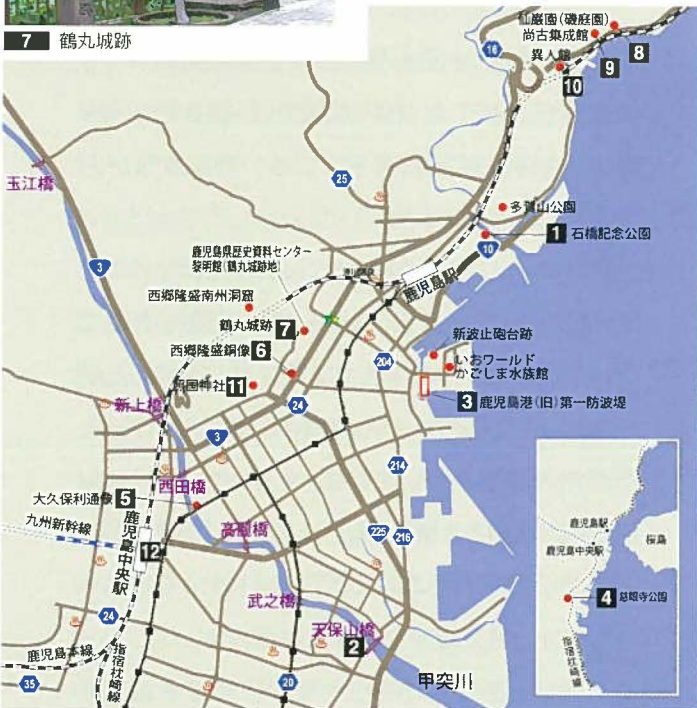 7 鶴丸城跡
仙巌園(磯庭園)
尚古集成館
異人館
8
9
10
16
玉江橋
25
多賀山公園
1 石橋記念公園
10
3
鹿児島県歴史資料センター
黎明館(鶴丸城跡地)
鹿児島駅
西郷隆盛南州洞窟
鶴丸城跡 7
西郷隆盛銅像 6
照国神社 11
新波止砲台跡
いおワールド
かごしま水族館
204
3 鹿児島港(旧)第一防波堤
24
新上橋
3
西田橋
214
大久保利通像 5
九州新幹線
鹿児島中央駅
12
高麗橋
225
216
武之橋
天保山橋
2
24
鹿児島本線
指宿枕崎線
35
20
甲突川
鹿児島駅
鹿児島中央駅
桜島
4 慈眼寺公園
指宿枕崎線